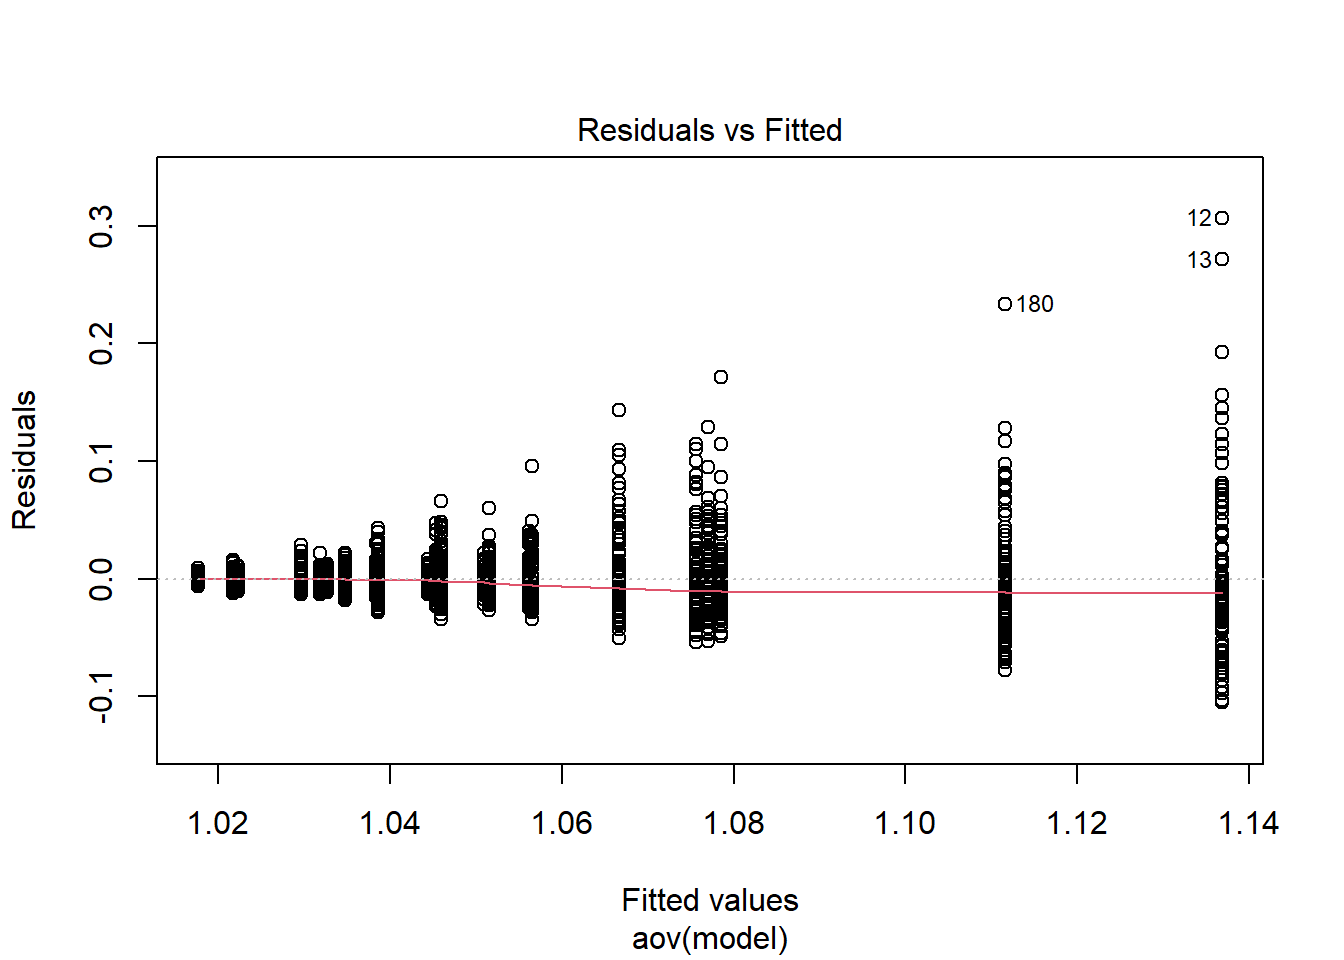 Residuals vs Fitted
Residuals
0.3
0.2
0.1
0.0
-0.1
12
13
180
1.02 1.04 1.06 1.08 1.10 1.12 1.14
Fitted values
aov(model)